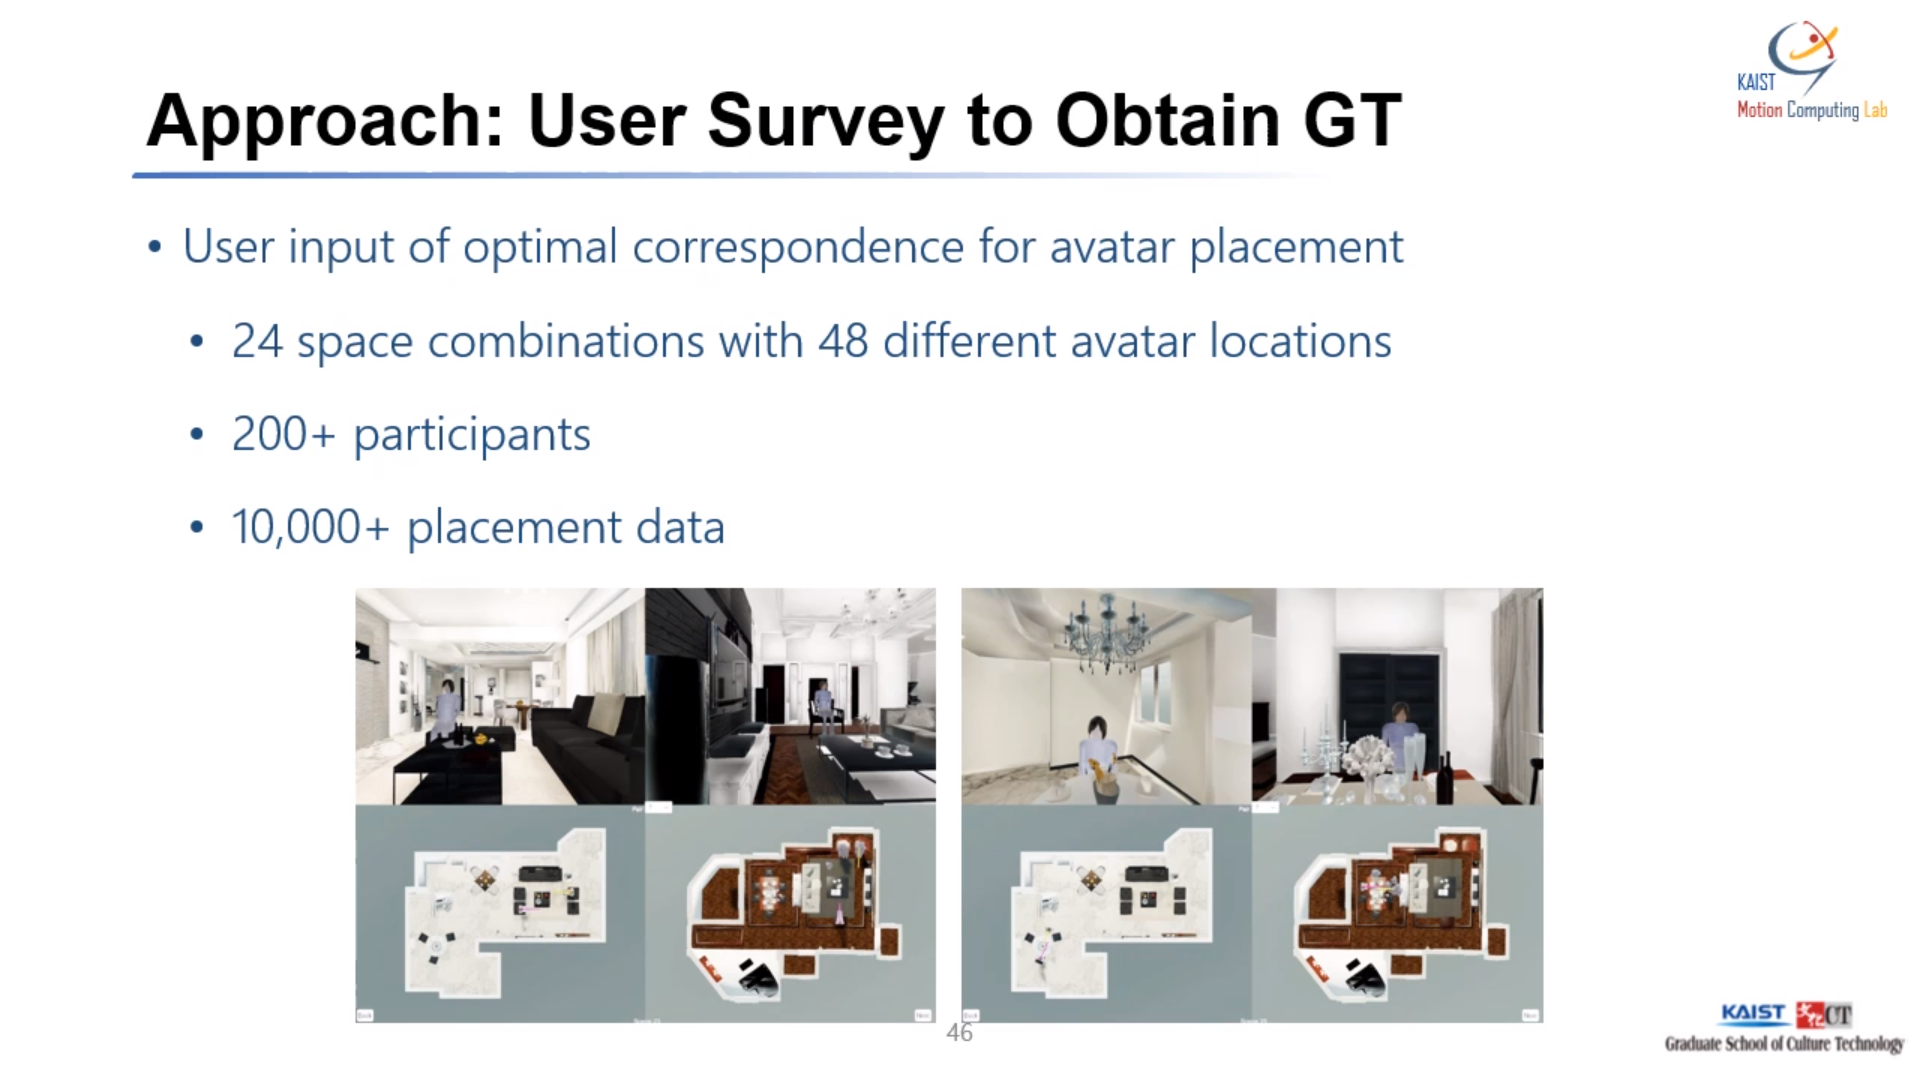 KAIST
Motion Computing Lab
Approach: User Survey to Obtain GT
• User input of optimal correspondence for avatar placement
• 24 space combinations with 48 different avatar locations
• 200+ participants
• 10,000+ placement data
46
KAIST CT
Graduate School of Culture Technology